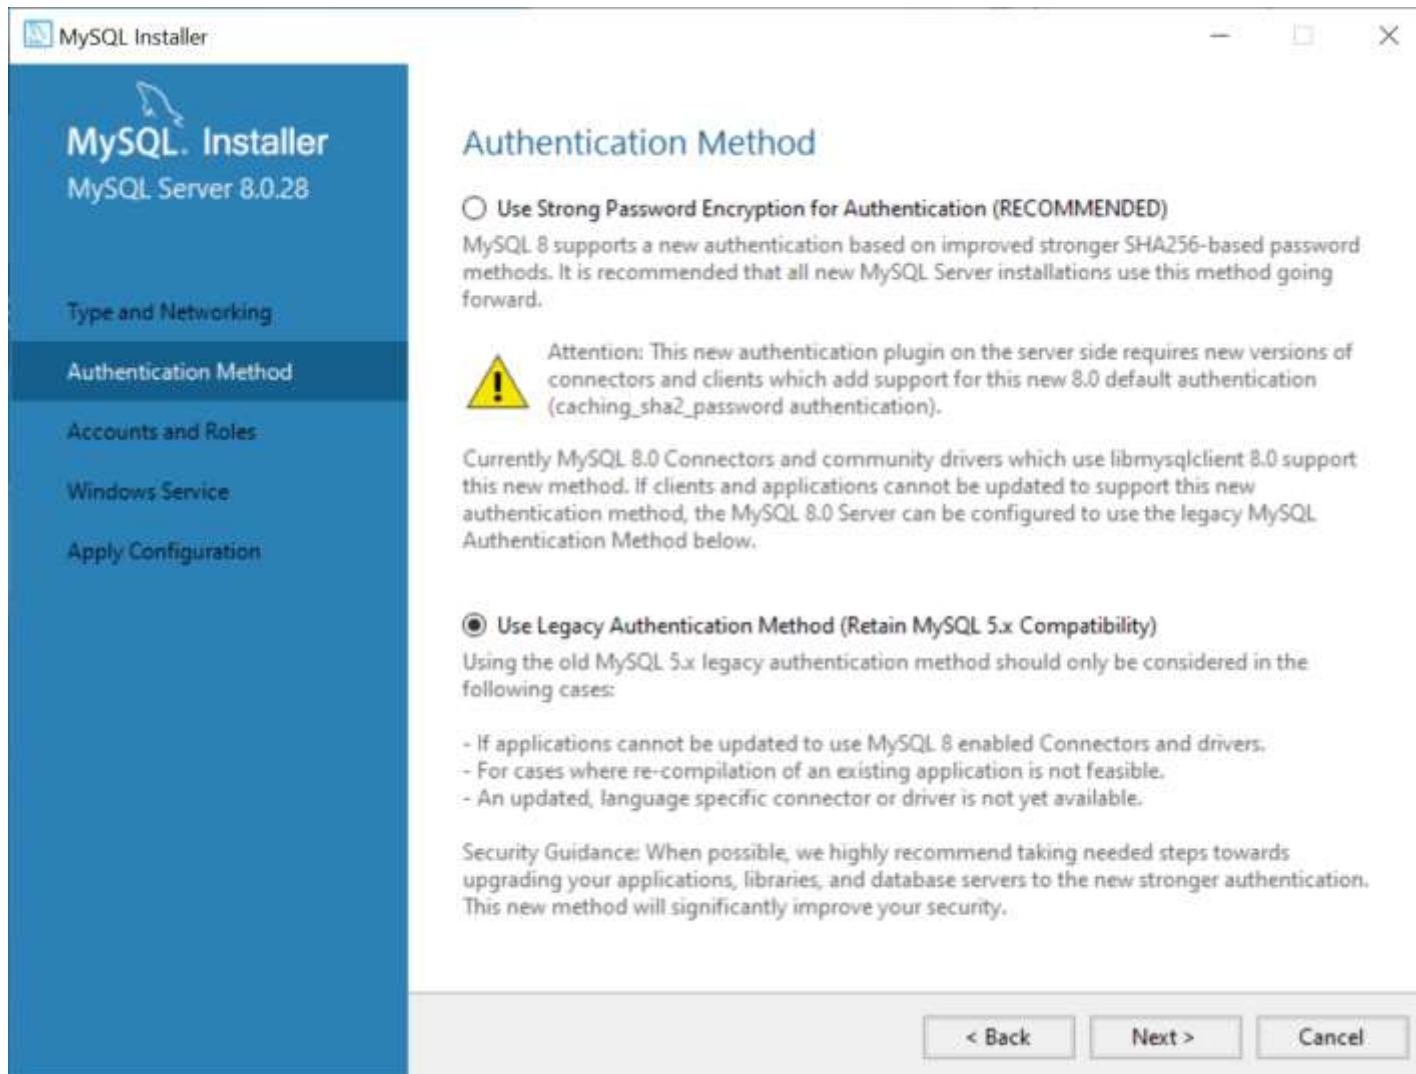 MySQL Installer
MySQL. Installer
MySQL Server 8.0.28
Type and Networking
Authentication Method
Accounts and Roles
Windows Service
Apply Configuration
Authentication Method
Use Strong Password Encryption for Authentication (RECOMMENDED)
MySQL 8 supports a new authentication based on improved stronger SHA256-based password
methods. It is recommended that all new MySQL Server installations use this method going
forward.
Attention: This new authentication plugin on the server side requires new versions of
connectors and clients which add support for this new 8.0 default authentication
(caching_sha2_password authentication).
Currently MySQL 8.0 Connectors and community drivers which use libmysqlclient 8.0 support
this new method. If clients and applications cannot be updated to support this new
authentication method, the MySQL 8.0 Server can be configured to use the legacy MySQL
Authentication Method below.
Use Legacy Authentication Method (Retain MySQL 5.x Compatibility)
Using the old MySQL 5.x legacy authentication method should only be considered in the
following cases:
- If applications cannot be updated to use MySQL 8 enabled Connectors and drivers.
- For cases where re-compilation of an existing application is not feasible.
- An updated, language specific connector or driver is not yet available.
Security Guidance: When possible, we highly recommend taking needed steps towards
upgrading your applications, libraries, and database servers to the new stronger authentication.
This new method will significantly improve your security.
< Back
Next >
Cancel